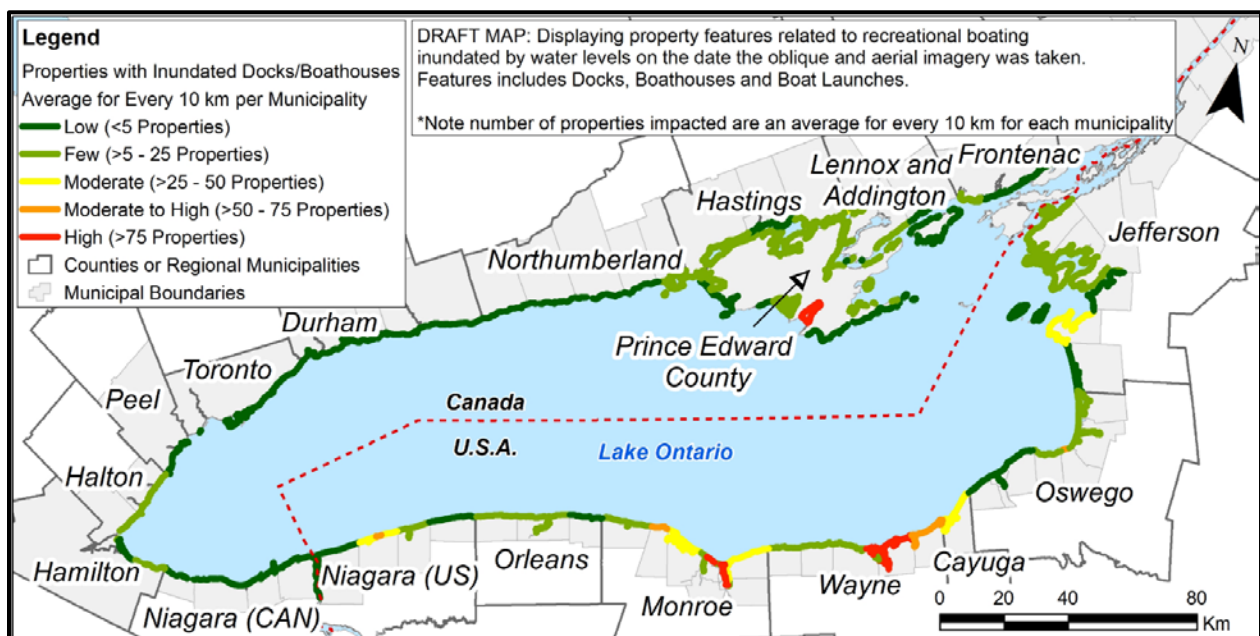 Legend
Properties with Inundated Docks/Boathouses
Average for Every 10 km per Municipality
Low (<5 Properties)
Few (>5 - 25 Properties)
Moderate (>25 - 50 Properties)
Moderate to High (>50 - 75 Properties)
High (>75 Properties)
Counties or Regional Municipalities
Municipal Boundaries
DRAFT MAP: Displaying property features related to recreational boating
inundated by water levels on the date the oblique and aerial imagery was taken.
Features includes Docks, Boathouses and Boat Launches.
*Note number of properties impacted are an average for every 10 km for each municipality
N
Lennox and
Addington
Frontenac
Hastings
Jefferson
Northumberland
Durham
Prince Edward
County
Toronto
Peel
Canada
U.S.A.
Lake Ontario
Halton
Oswego
Hamilton
Niagara (US)
Orleans
Cayuga
Wayne
Niagara (CAN)
Monroe
0 20 40 80
Km